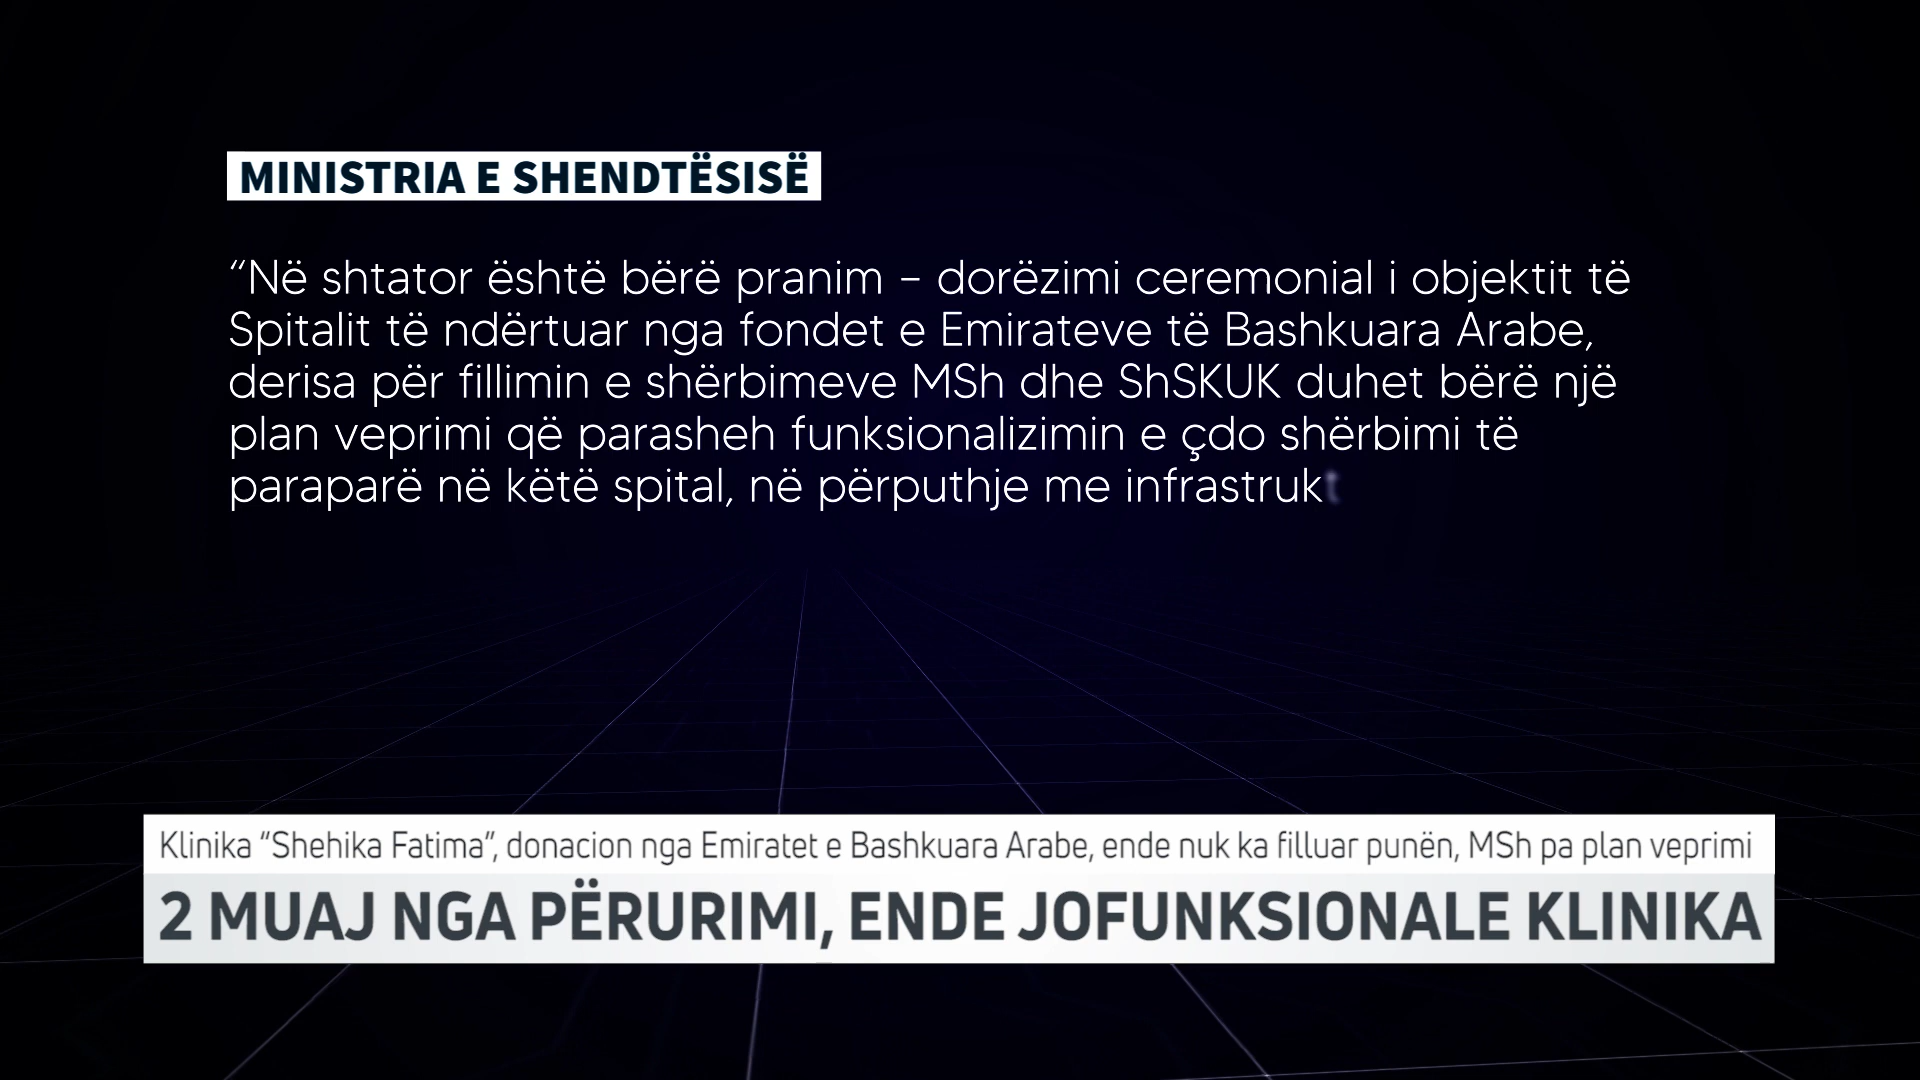 MINISTRIA E SHENDTËSISË
“Në shtator është bërë pranim – dorëzimi ceremonial i objektit të
Spitalit të ndërtuar nga fondet e Emirateve të Bashkuara Arabe,
derisa për fillimin e shërbimeve MSh dhe ShSKUK duhet bërë një
plan veprimi që parasheh funksionalizimin e çdo shërbimi të
paraparë në këtë spital, në përputhje me infrastrukt
Klinika “Shehika Fatima”, donacion nga Emiratet e Bashkuara Arabe, ende nuk ka filluar punën, MSh pa plan veprimi
2 MUAJ NGA PËRURIMI, ENDE JOFUNKSIONALE KLINIKA